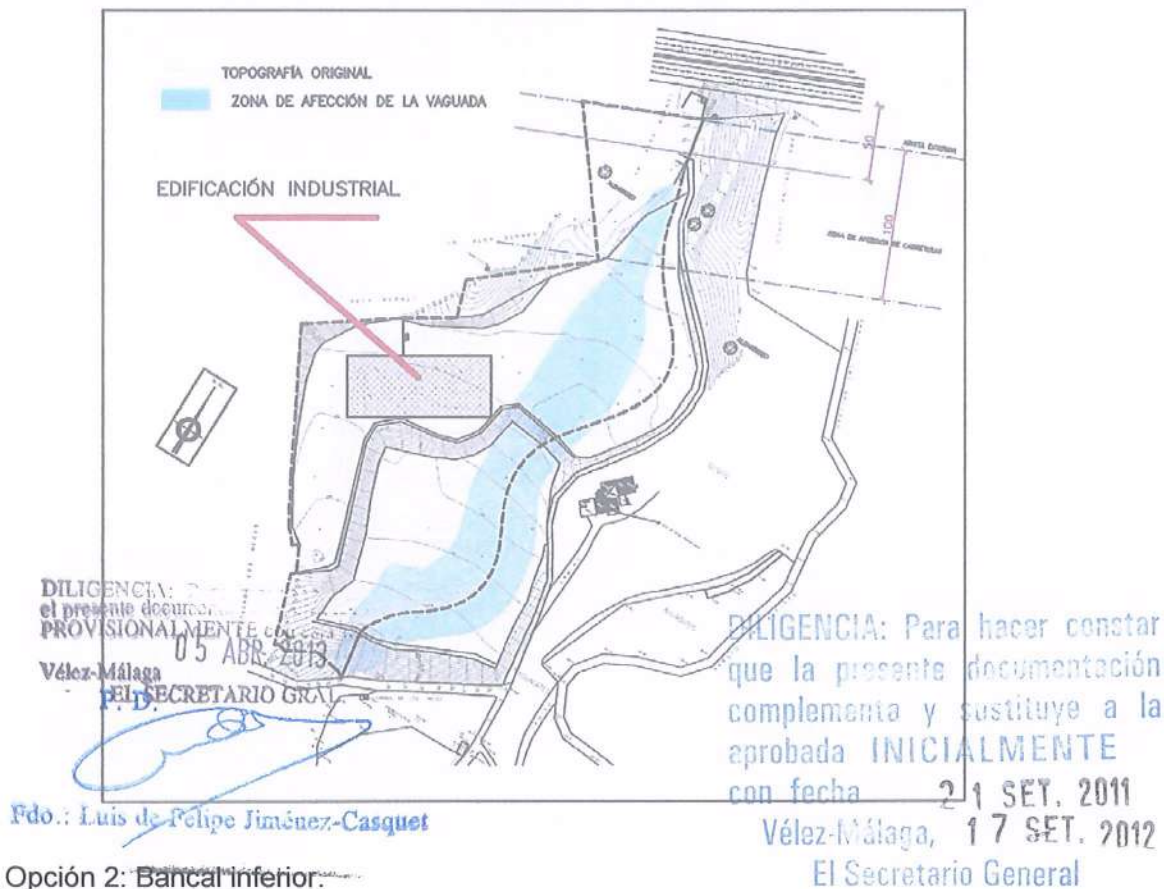 TOPOGRAFÍA ORIGINAL
ZONA DE AFECCIÓN DE LA VAGUADA
EDIFICACIÓN INDUSTRIAL
ARISTA EXTERIOR
50
100
ZONA DE AFECCIÓN DE CARRETERAS
DILIGENCIA:
el presente
PROVISIONALMENTE
05 ABR. 2013
Vélez-Málaga
EL SECRETARIO GRAL.
P. D.
Fdo.: Luis de Felipe Jiménez-Casquet
DILIGENCIA: Para hacer constar
que la presente documentación
complementa y sustituye a la
aprobada INICIALMENTE
con fecha 21 SET. 2011
Vélez-Málaga, 17 SET. 2012
El Secretario General
Opción 2: Bancal inferior.